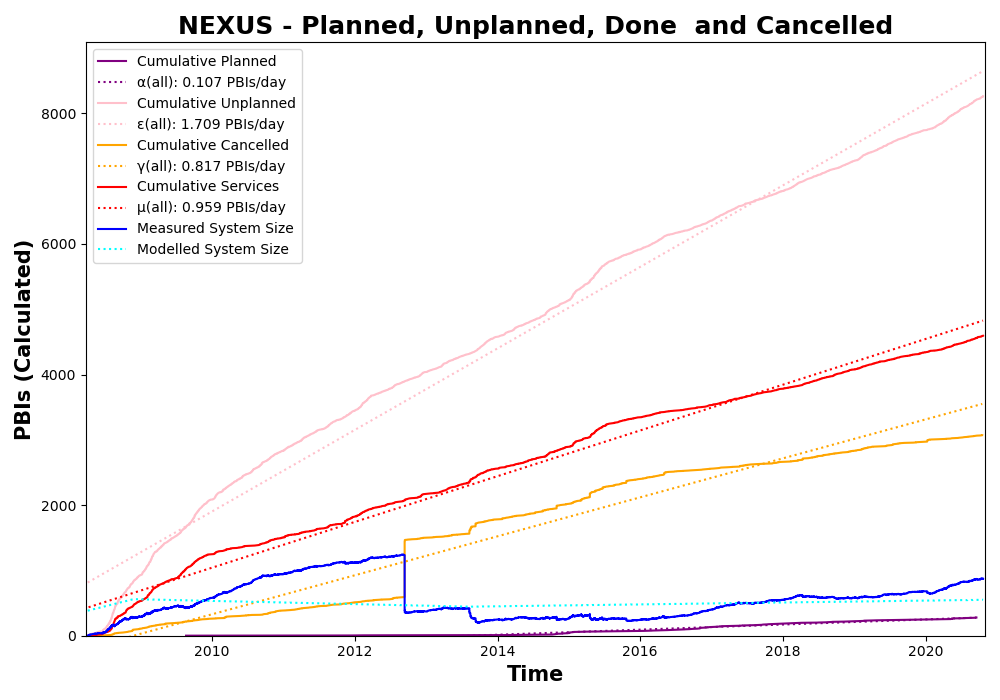 NEXUS - Planned, Unplanned, Done  and Cancelled
Cumulative Planned
α(all): 0.107 PBIs/day
Cumulative Unplanned
ε(all): 1.709 PBIs/day
Cumulative Cancelled
γ(all): 0.817 PBIs/day
Cumulative Services
μ(all): 0.959 PBIs/day
Measured System Size
Modelled System Size
PBIs (Calculated)
8000
6000
4000
2000
0
2010 2012 2014 2016 2018 2020
Time